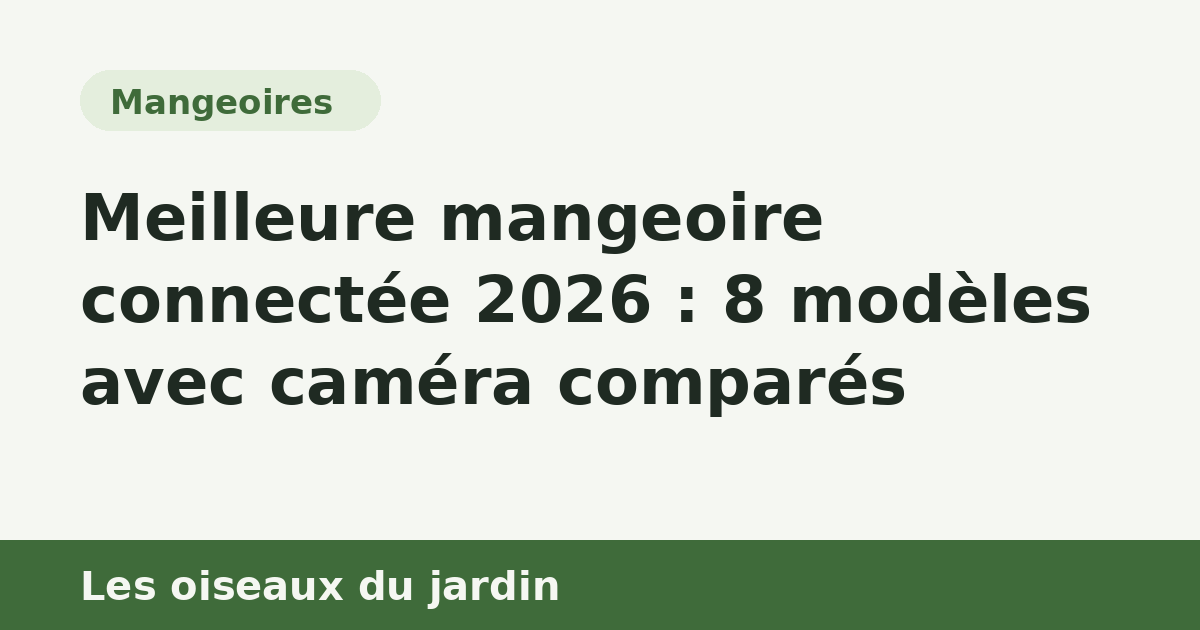 Mangeoires
Meilleure mangeoire
connectée 2026 : 8 modèles
avec caméra comparés
Les oiseaux du jardin